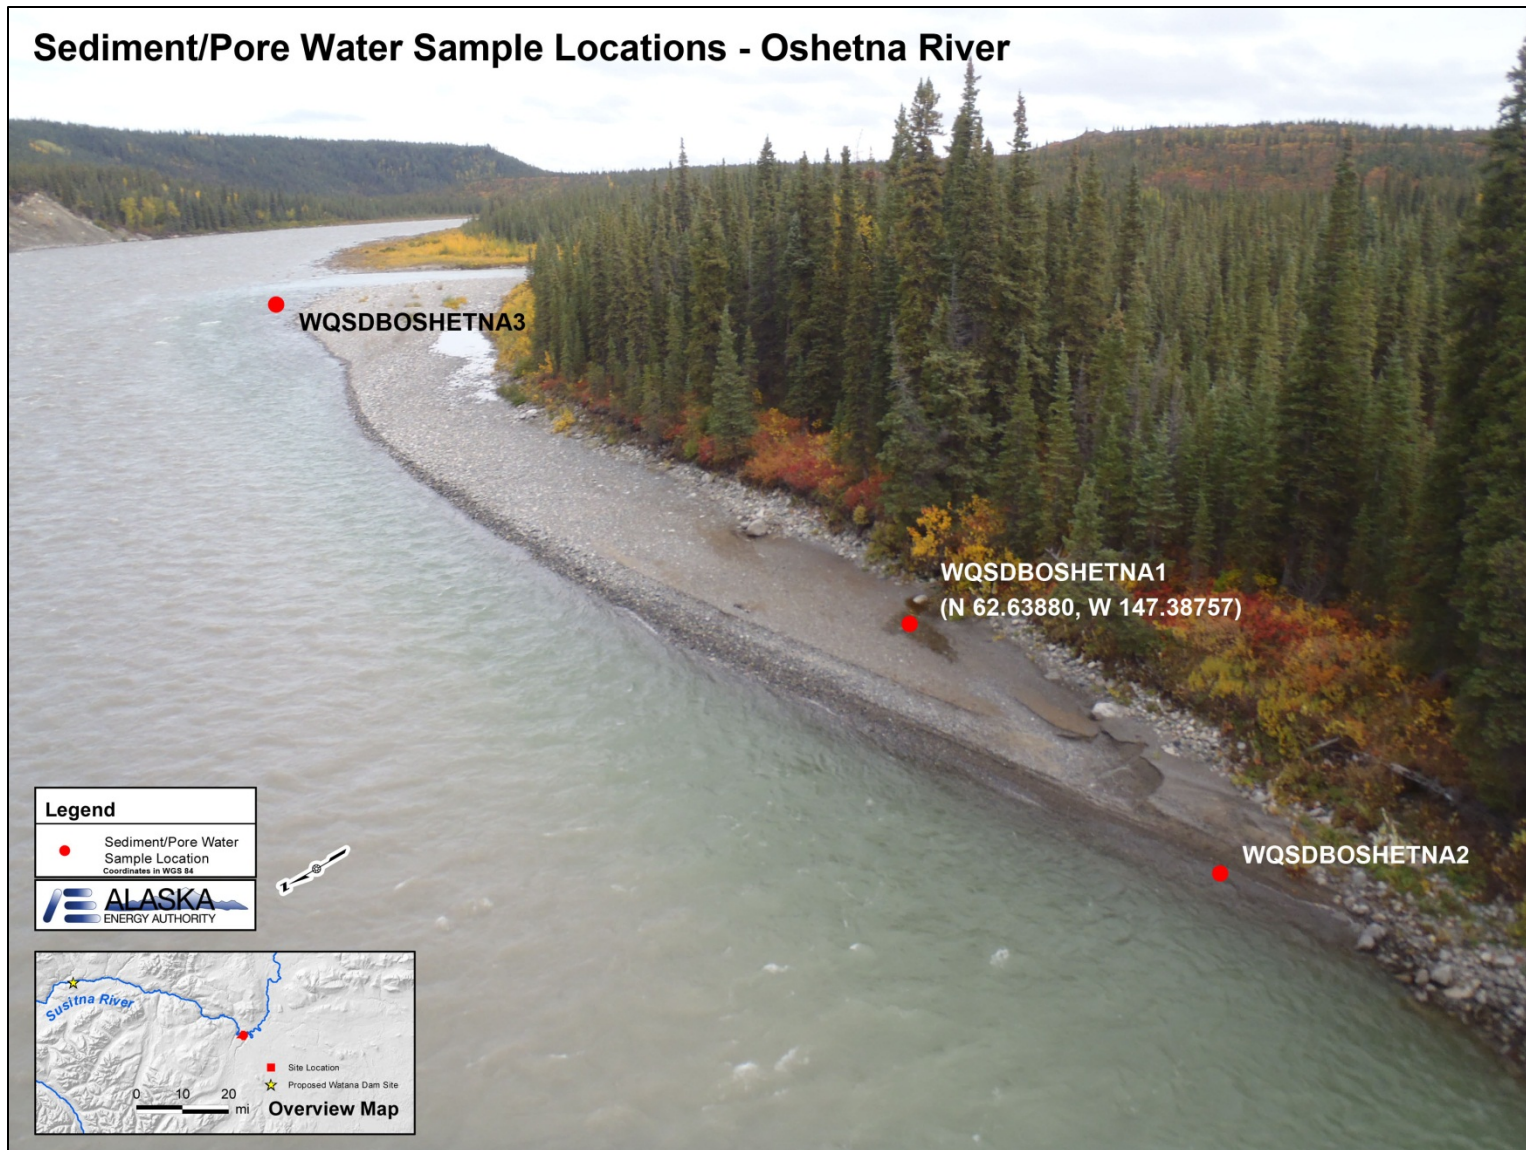 Sediment/Pore Water Sample Locations - Oshetna River
WQSDBOSHETNA3
WQSDBOSHETNA1
(N 62.63880, W 147.38757)
WQSDBOSHETNA2
Legend
Sediment/Pore Water
Sample Location
Coordinates in WGS 84
Z
ALASKA
ENERGY AUTHORITY
Susitna River
Site Location
Proposed Watana Dam Site
0 10 20
mi
Overview Map